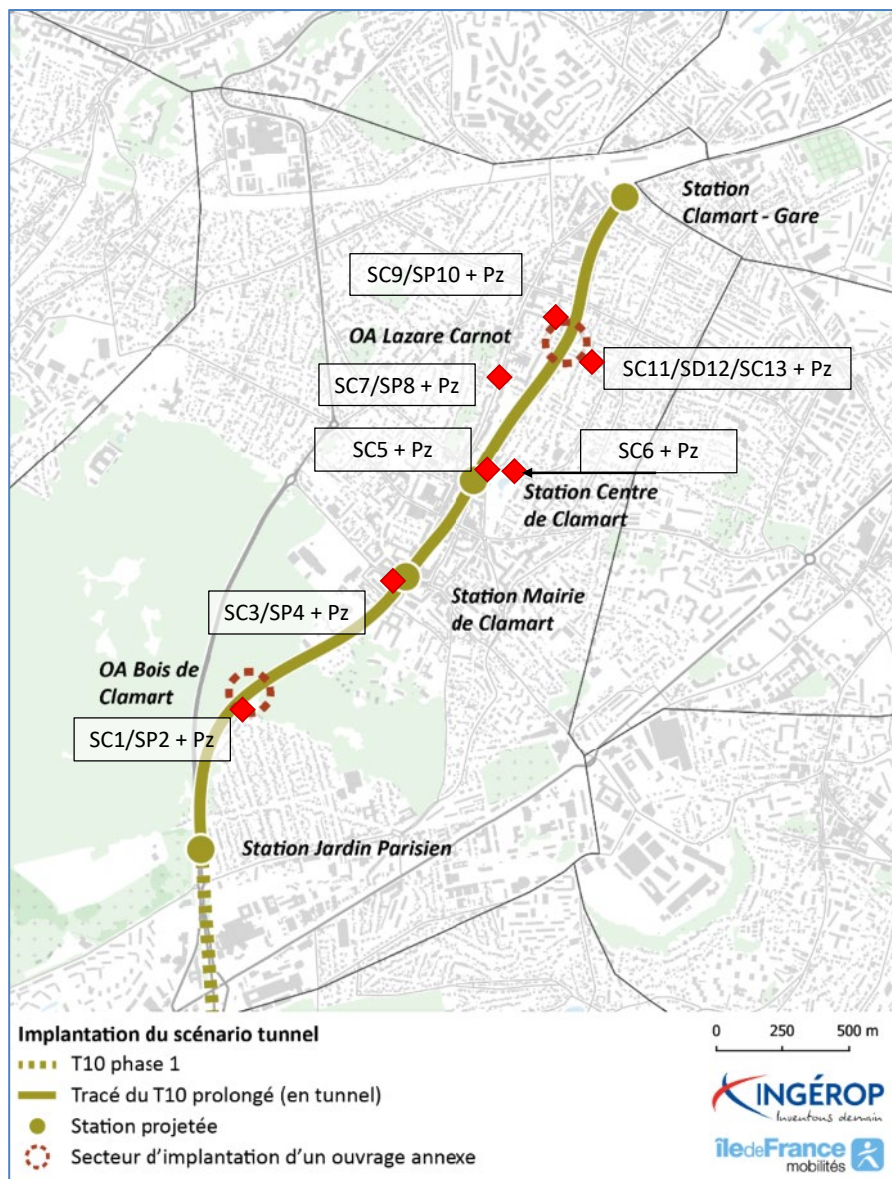 Station
Clamart - Gare
SC9/SP10 + Pz
OA Lazare Carnot
SC11/SD12/SC13 + Pz
SC7/SP8 + Pz
SC5 + Pz
SC6 + Pz
Station Centre
de Clamart
SC3/SP4 + Pz
Station Mairie
de Clamart
OA Bois de
Clamart
SC1/SP2 + Pz
Station Jardin Parisien
Implantation du scénario tunnel
T10 phase 1
Tracé du T10 prolongé (en tunnel)
Station projetée
Secteur d'implantation d'un ouvrage annexe
0 250 500 m
INGÉROP
Inventons demain
îledeFrance
mobilités